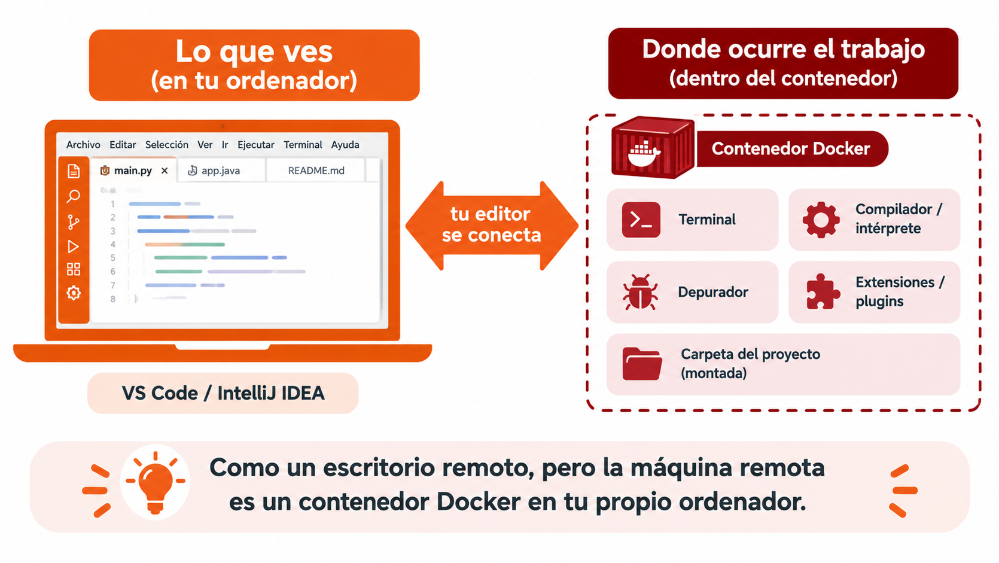 Lo que ves
(en tu ordenador)
Donde ocurre el trabajo
(dentro del contenedor)
Archivo Editar Selección Ver Ir Ejecutar Terminal Ayuda
main.py × app.java README.md
1
2
3
4
5
6
7
8
VS Code / IntelliJ IDEA
tu editor
se conecta
Contenedor Docker
Terminal
Compilador /
intérprete
Depurador
Extensiones /
plugins
Carpeta del proyecto
(montada)
Como un escritorio remoto, pero la máquina remota
es un contenedor Docker en tu propio ordenador.